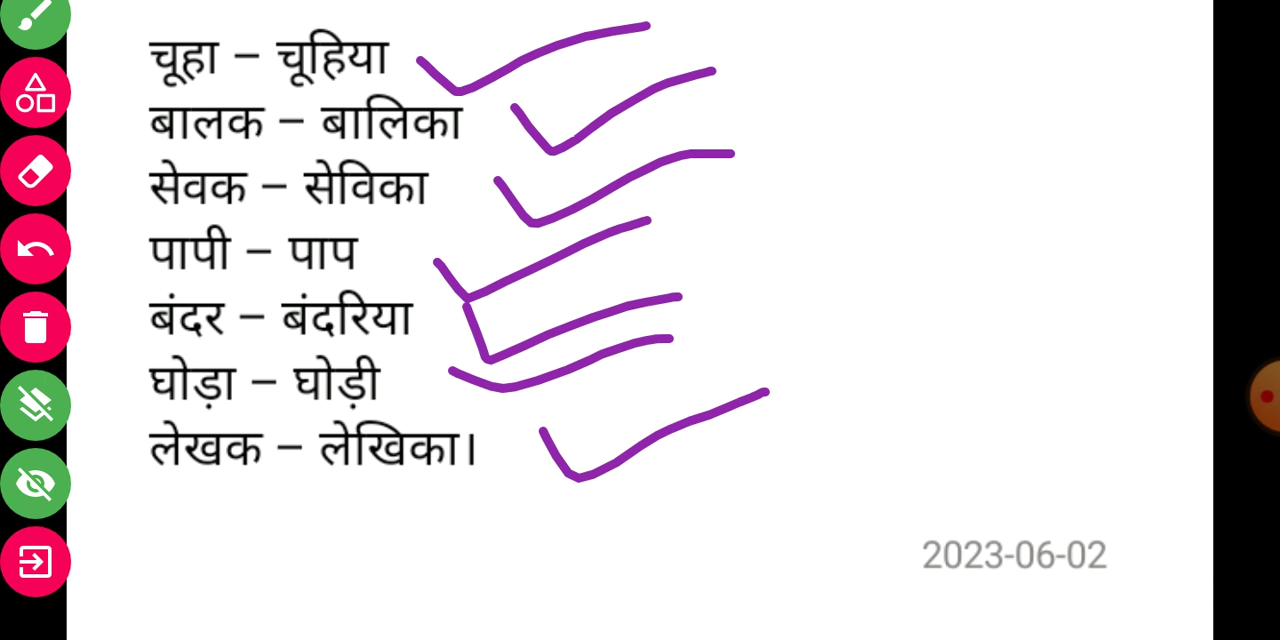 चूहा – चूहिया
बालक – बालिका
सेवक – सेविका
पापी – पाप
बंदर – बंदरिया
घोड़ा – घोड़ी
लेखक – लेखिका।
2023-06-02